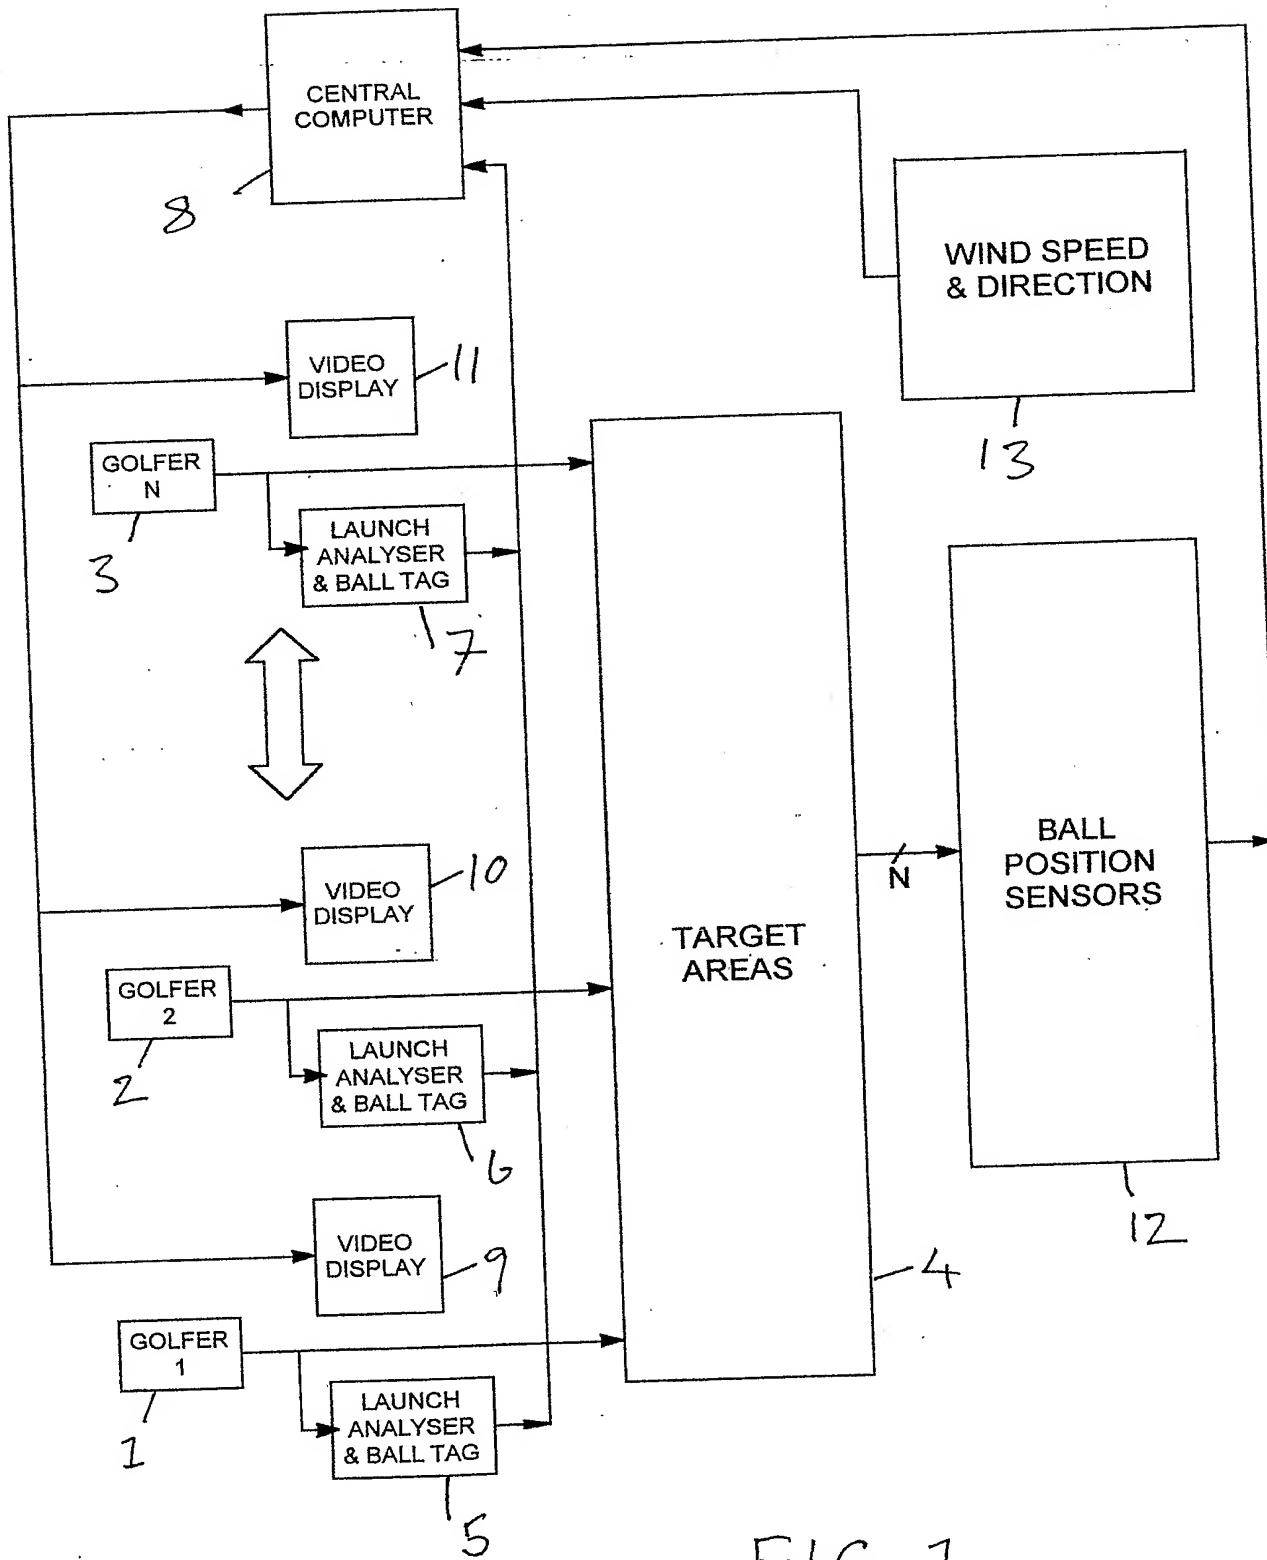 CENTRAL
COMPUTER
8
WIND SPEED
& DIRECTION
13
VIDEO
DISPLAY
11
GOLFER
N
3
LAUNCH
ANALYSER
& BALL TAG
7
VIDEO
DISPLAY
10
GOLFER
2
2
LAUNCH
ANALYSER
& BALL TAG
6
TARGET
AREAS
4
N
BALL
POSITION
SENSORS
12
VIDEO
DISPLAY
9
GOLFER
1
1
LAUNCH
ANALYSER
& BALL TAG
5
FIG. 1